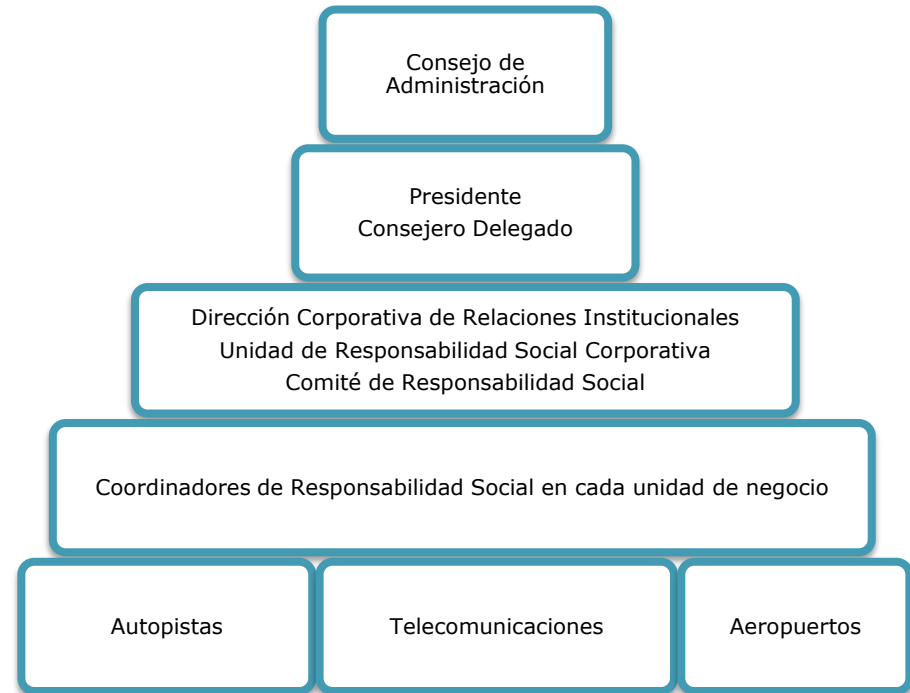 Consejo de
Administración
Presidente
Consejero Delegado
Dirección Corporativa de Relaciones Institucionales
Unidad de Responsabilidad Social Corporativa
Comité de Responsabilidad Social
Coordinadores de Responsabilidad Social en cada unidad de negocio
Autopistas
Telecomunicaciones
Aeropuertos